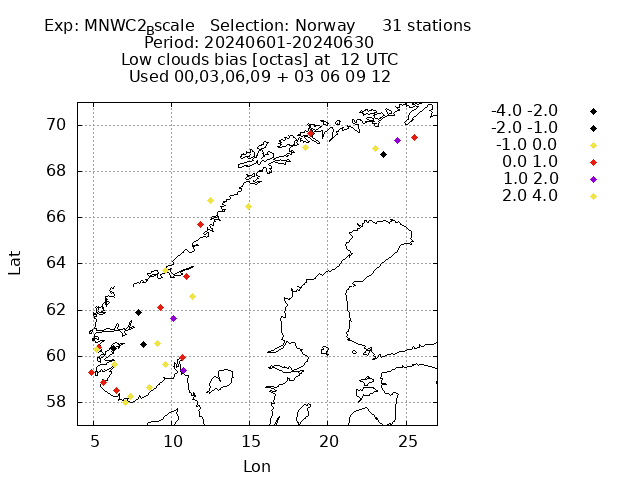 Exp: MNWC2Bscale   Selection: Norway     31 stations
Period: 20240601-20240630
Low clouds bias [octas] at  12 UTC
Used 00,03,06,09 + 03 06 09 12
-4.0 -2.0
-2.0 -1.0
-1.0 0.0
0.0 1.0
1.0 2.0
2.0 4.0
70
68
66
64
62
60
58
Lat
5 10 15 20 25
Lon